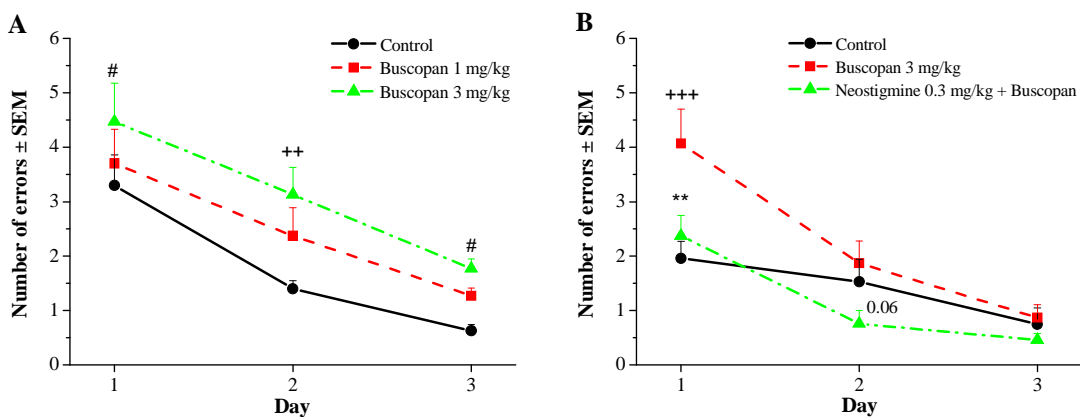 A
Number of errors ± SEM
6
5
4
3
2
1
0
#
++
#
Control
Buscopan 1 mg/kg
Buscopan 3 mg/kg
1
2
3
Day
B
Number of errors ± SEM
6
5
4
3
2
1
0
+++
**
0.06
Control
Buscopan 3 mg/kg
Neostigmine 0.3 mg/kg + Buscopan
1
2
3
Day